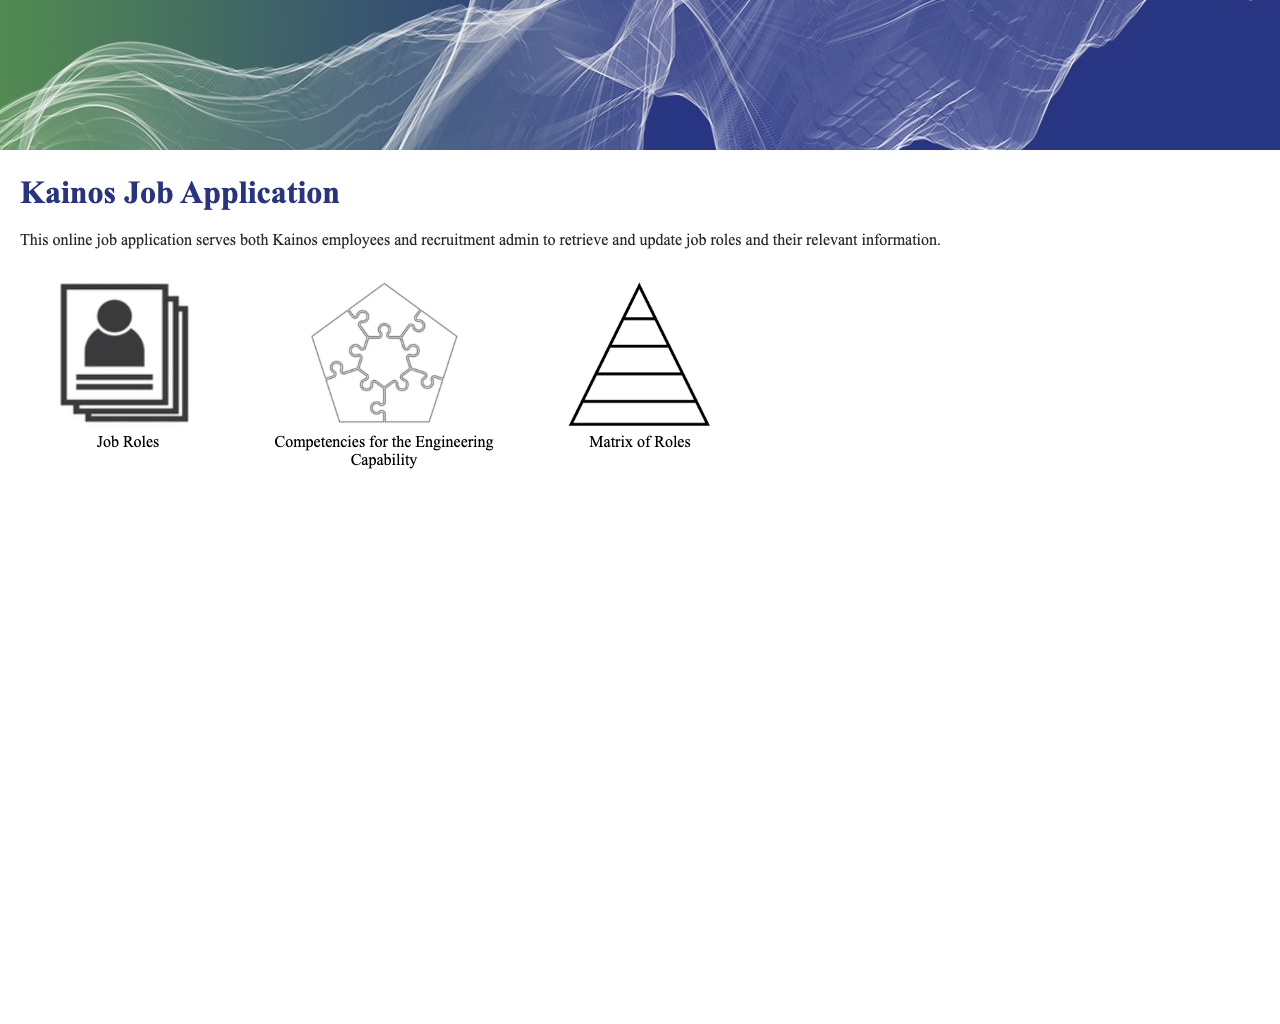 Kainos Job Application
This online job application serves both Kainos employees and recruitment admin to retrieve and update job roles and their relevant information.
Job Roles
Competencies for the Engineering
Capability
Matrix of Roles